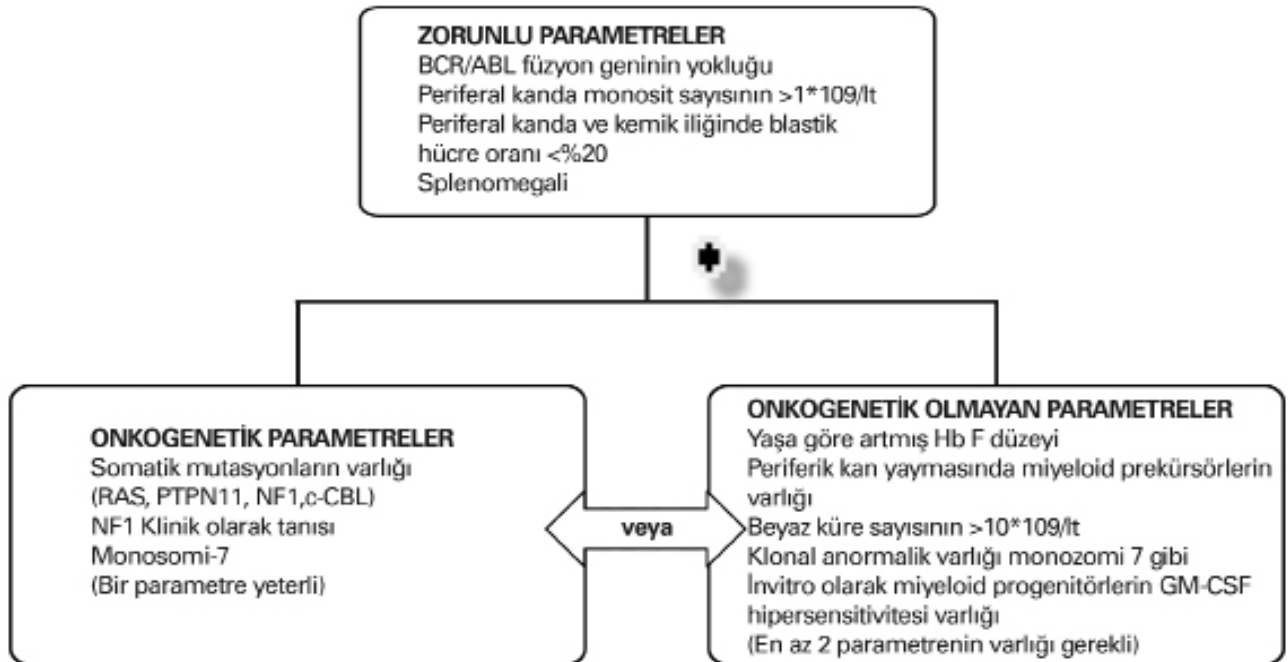 ZORUNLU PARAMETRELER
BCR/ABL füzyon geninin yokluğu
Periferal kanda monosit sayısının >1*109/lt
Periferal kanda ve kemik iliğinde blastik
hücre oranı <%20
Splenomegali
ONKOGENETİK PARAMETRELER
Somatik mutasyonların varlığı
(RAS, PTPN11, NF1,c-CBL)
NF1 Klinik olarak tanısı
Monosomi-7
(Bir parametre yeterli)
veya
ONKOGENETİK OLMAYAN PARAMETRELER
Yaşa göre artmış Hb F düzeyi
Periferik kan yaymasında miyeloid prekürsörlerin
varlığı
Beyaz küre sayısının >10*109/lt
Klonal anormalik varlığı monozomi 7 gibi
İnvitro olarak miyeloid progenitörlerin GM-CSF
hipersensitivitesi varlığı
(En az 2 parametrenin varlığı gerekli)